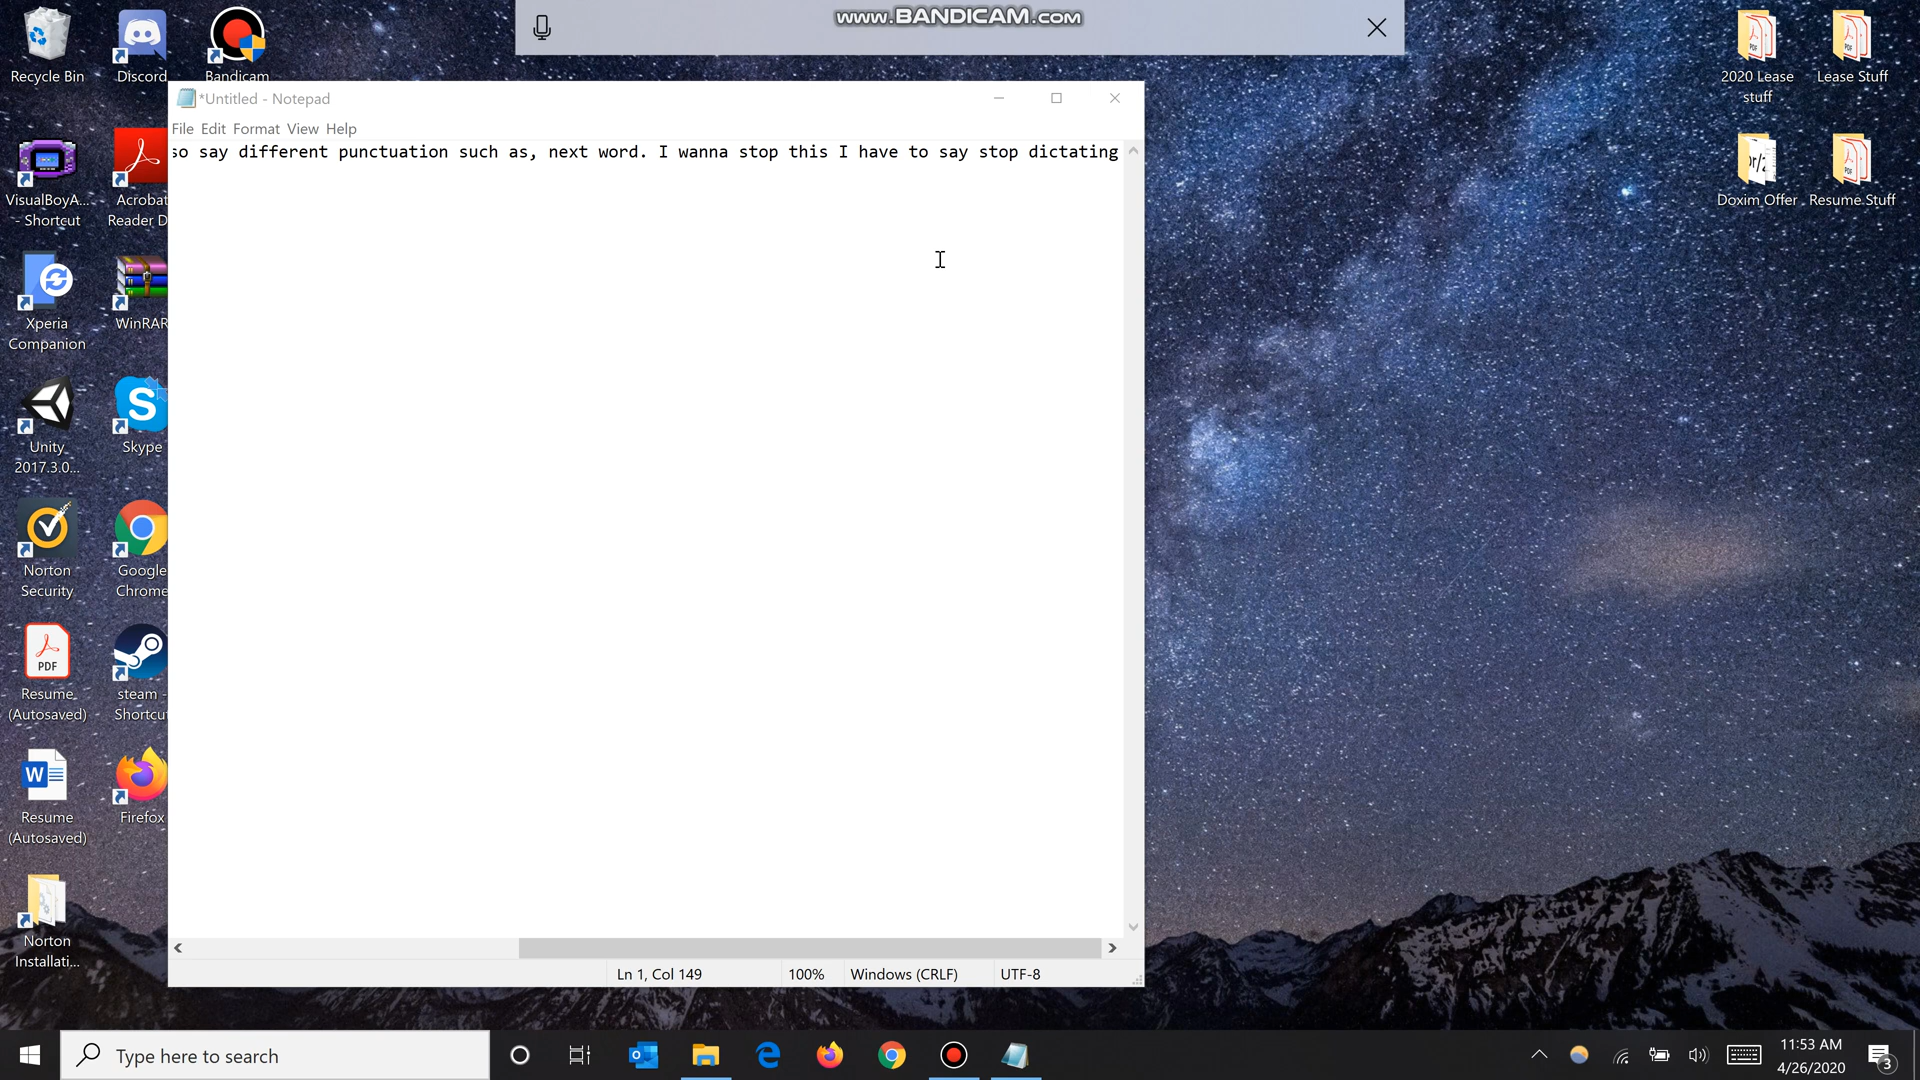 www.BANDICAM.com
Recycle Bin
Discord
Bandicam
2020 Lease
stuff
Lease Stuff
*Untitled - Notepad
File Edit Format View Help
so say different punctuation such as, next word. I wanna stop this I have to say stop dictating
VisualBoyA...
- Shortcut
Acrobat
Reader D
Doxim Offer
Resume Stuff
Xperia
Companion
WinRAR
Unity
2017.3.0...
Skype
Norton
Security
Google
Chrome
PDF
Resume
(Autosaved)
steam -
Shortcut
Resume
(Autosaved)
Firefox
Norton
Installati...
Ln 1, Col 149
100%
Windows (CRLF)
UTF-8
Type here to search
11:53 AM
4/26/2020
3